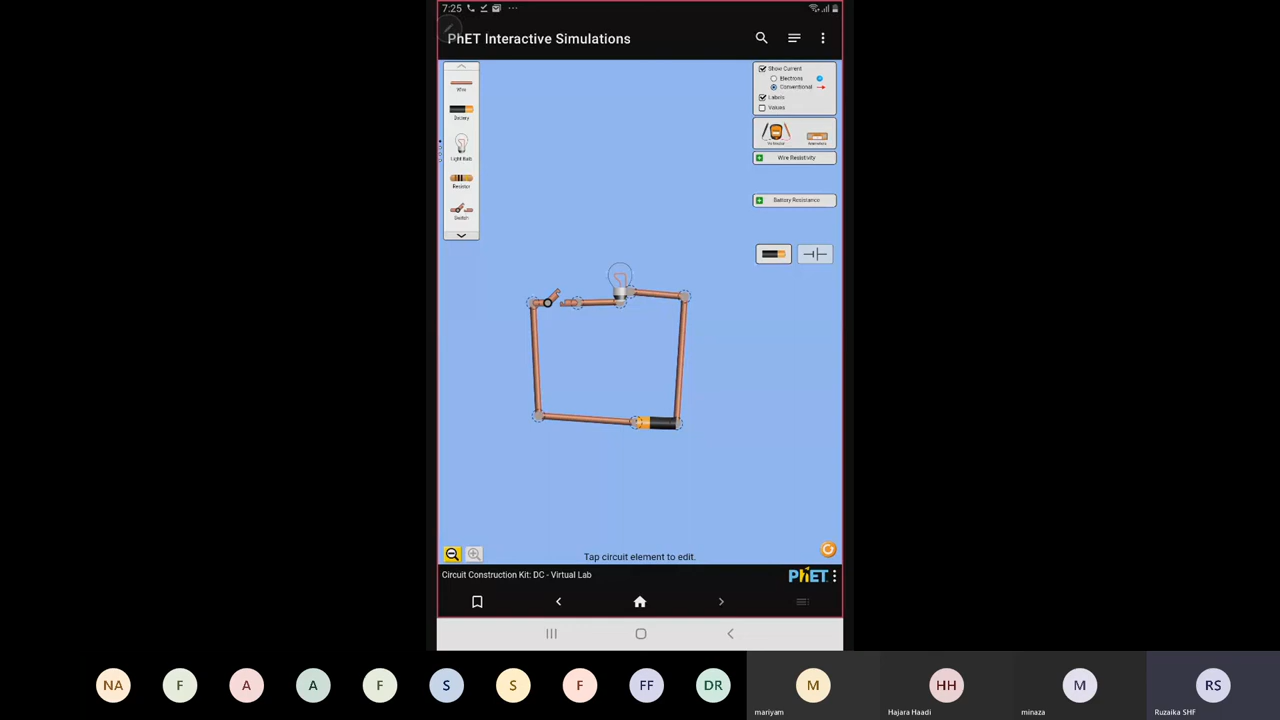 7:25
PhET Interactive Simulations
Wire
Battery
Light Bulb
Resistor
Switch
Show Current
Electrons
Conventional
Labels
Values
Voltmeter
Ammeters
Wire Resistivity
Battery Resistance
Tap circuit element to edit.
Circuit Construction Kit: DC - Virtual Lab
PhET
NA
F
A
A
F
S
S
F
FF
DR
M
HH
M
RS
mariyam
Hajara Haadi
minaza
Ruzaika SHF